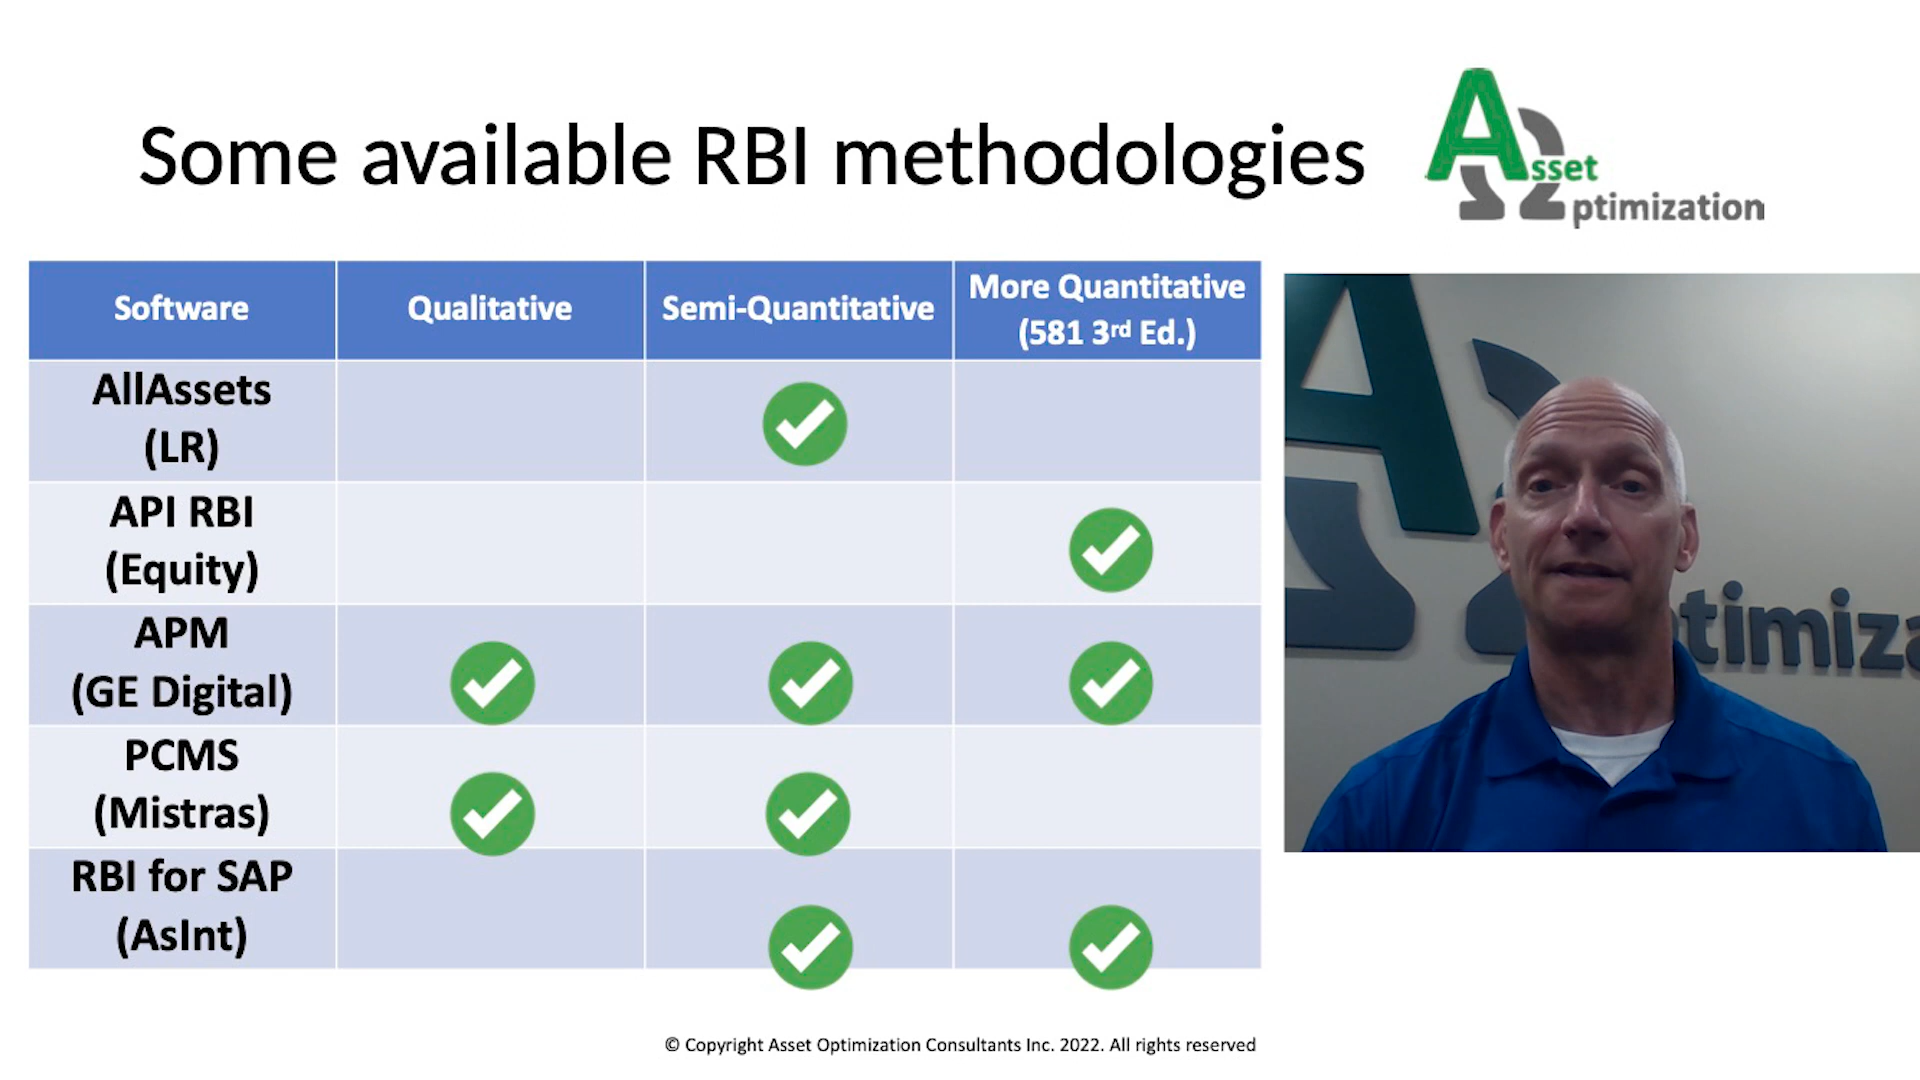 Some available RBI methodologies
Asset
Optimization
Software
Qualitative
Semi-Quantitative
More Quantitative
(581 3rd Ed.)
AllAssets
(LR)
API RBI
(Equity)
APM
(GE Digital)
PCMS
(Mistras)
RBI for SAP
(AsInt)
A
timiza
© Copyright Asset Optimization Consultants Inc. 2022. All rights reserved